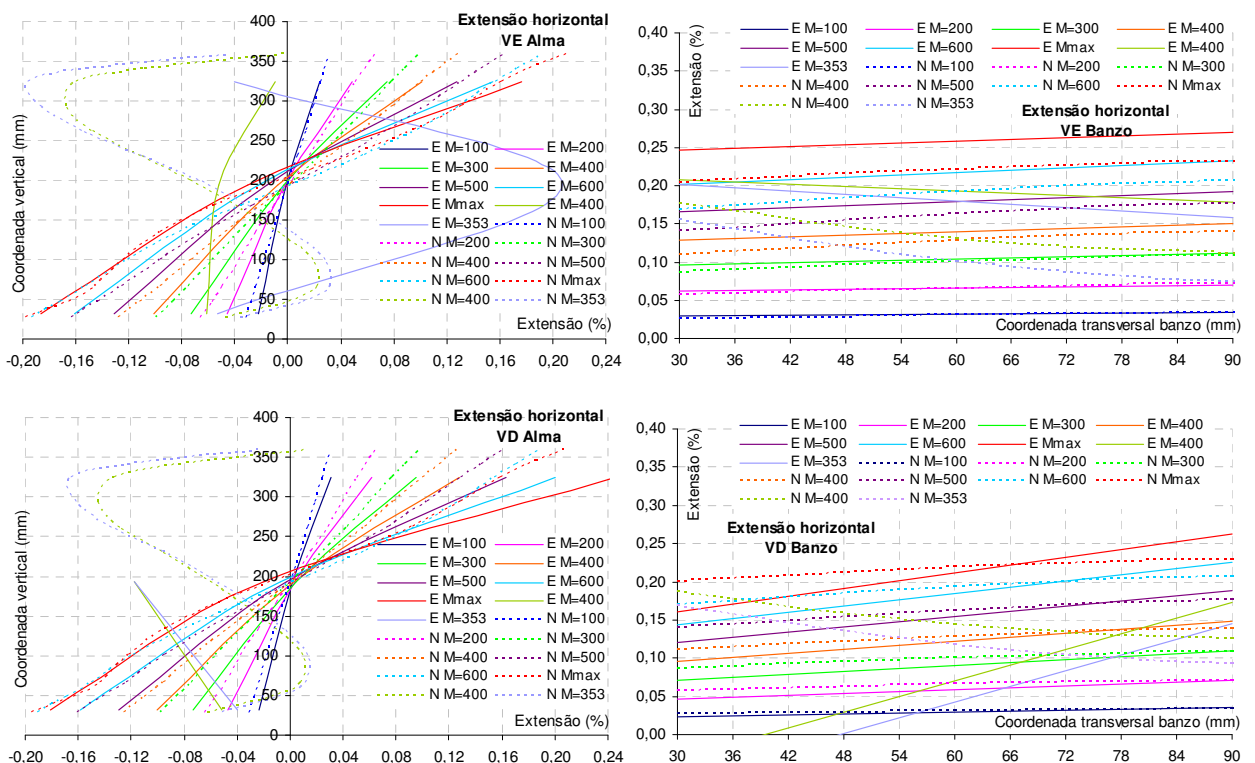 Extensão horizontal
VE Alma
Coordenada vertical (mm)
400
350
300
250
200
150
100
50
0
E M=100 E M=200
E M=300 E M=400
E M=500 E M=600
E Mmax E M=400
E M=353 N M=100
N M=200 N M=300
N M=400 N M=500
N M=600 N Mmax
N M=400 N M=353
Extensão (%)
-0,20 -0,16 -0,12 -0,08 -0,04 0,00 0,04 0,08 0,12 0,16 0,20 0,24
0,40
0,35
0,30
0,25
0,20
0,15
0,10
0,05
0,00
Extensão (%)
E M=100 E M=200 E M=300 E M=400
E M=500 E M=600 E Mmax E M=400
E M=353 N M=100 N M=200 N M=300
N M=400 N M=500 N M=600 N Mmax
N M=400 N M=353
Extensão horizontal
VE Banzo
Coordenada transversal banzo (mm)
30 36 42 48 54 60 66 72 78 84 90
Extensão horizontal
VD Alma
Coordenada vertical (mm)
400
350
300
250
200
150
100
50
0
E M=100 E M=200
E M=300 E M=400
E M=500 E M=600
E Mmax E M=400
E M=353 N M=100
N M=200 N M=300
N M=400 N M=500
N M=600 N Mmax
N M=400 N M=353
Extensão (%)
-0,20 -0,16 -0,12 -0,08 -0,04 0,00 0,04 0,08 0,12 0,16 0,20 0,24
0,40
0,35
0,30
0,25
0,20
0,15
0,10
0,05
0,00
Extensão (%)
E M=100 E M=200 E M=300 E M=400
E M=500 E M=600 E Mmax E M=400
E M=353 N M=100 N M=200 N M=300
N M=400 N M=500 N M=600 N Mmax
N M=400 N M=353
Extensão horizontal
VD Banzo
Coordenada transversal banzo (mm)
30 36 42 48 54 60 66 72 78 84 90